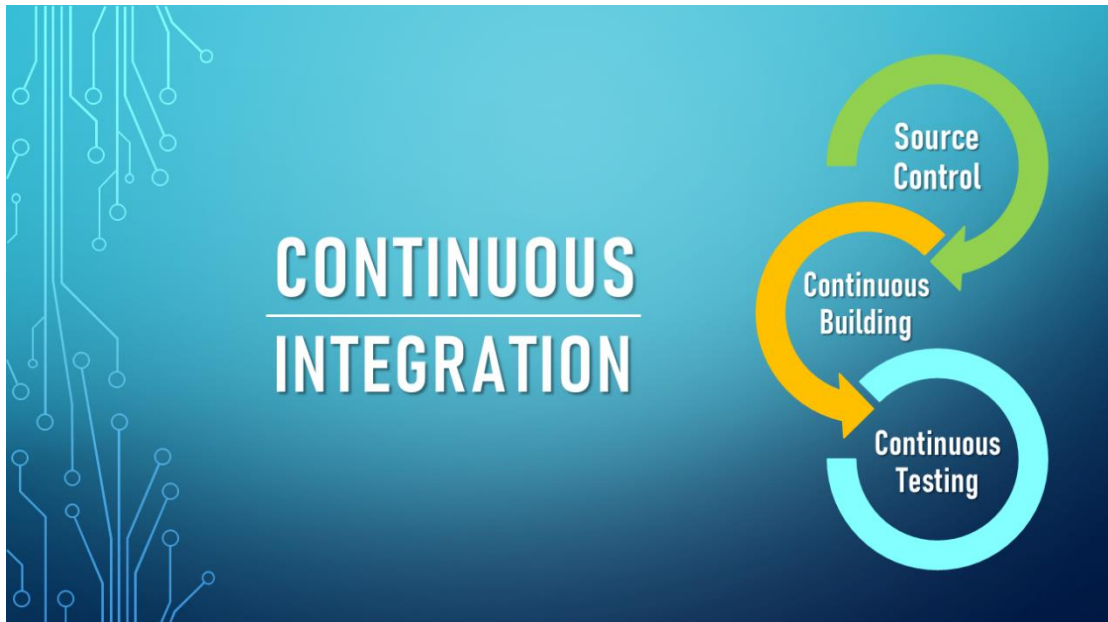 CONTINUOUS
INTEGRATION
Source
Control
Continuous
Building
Continuous
Testing